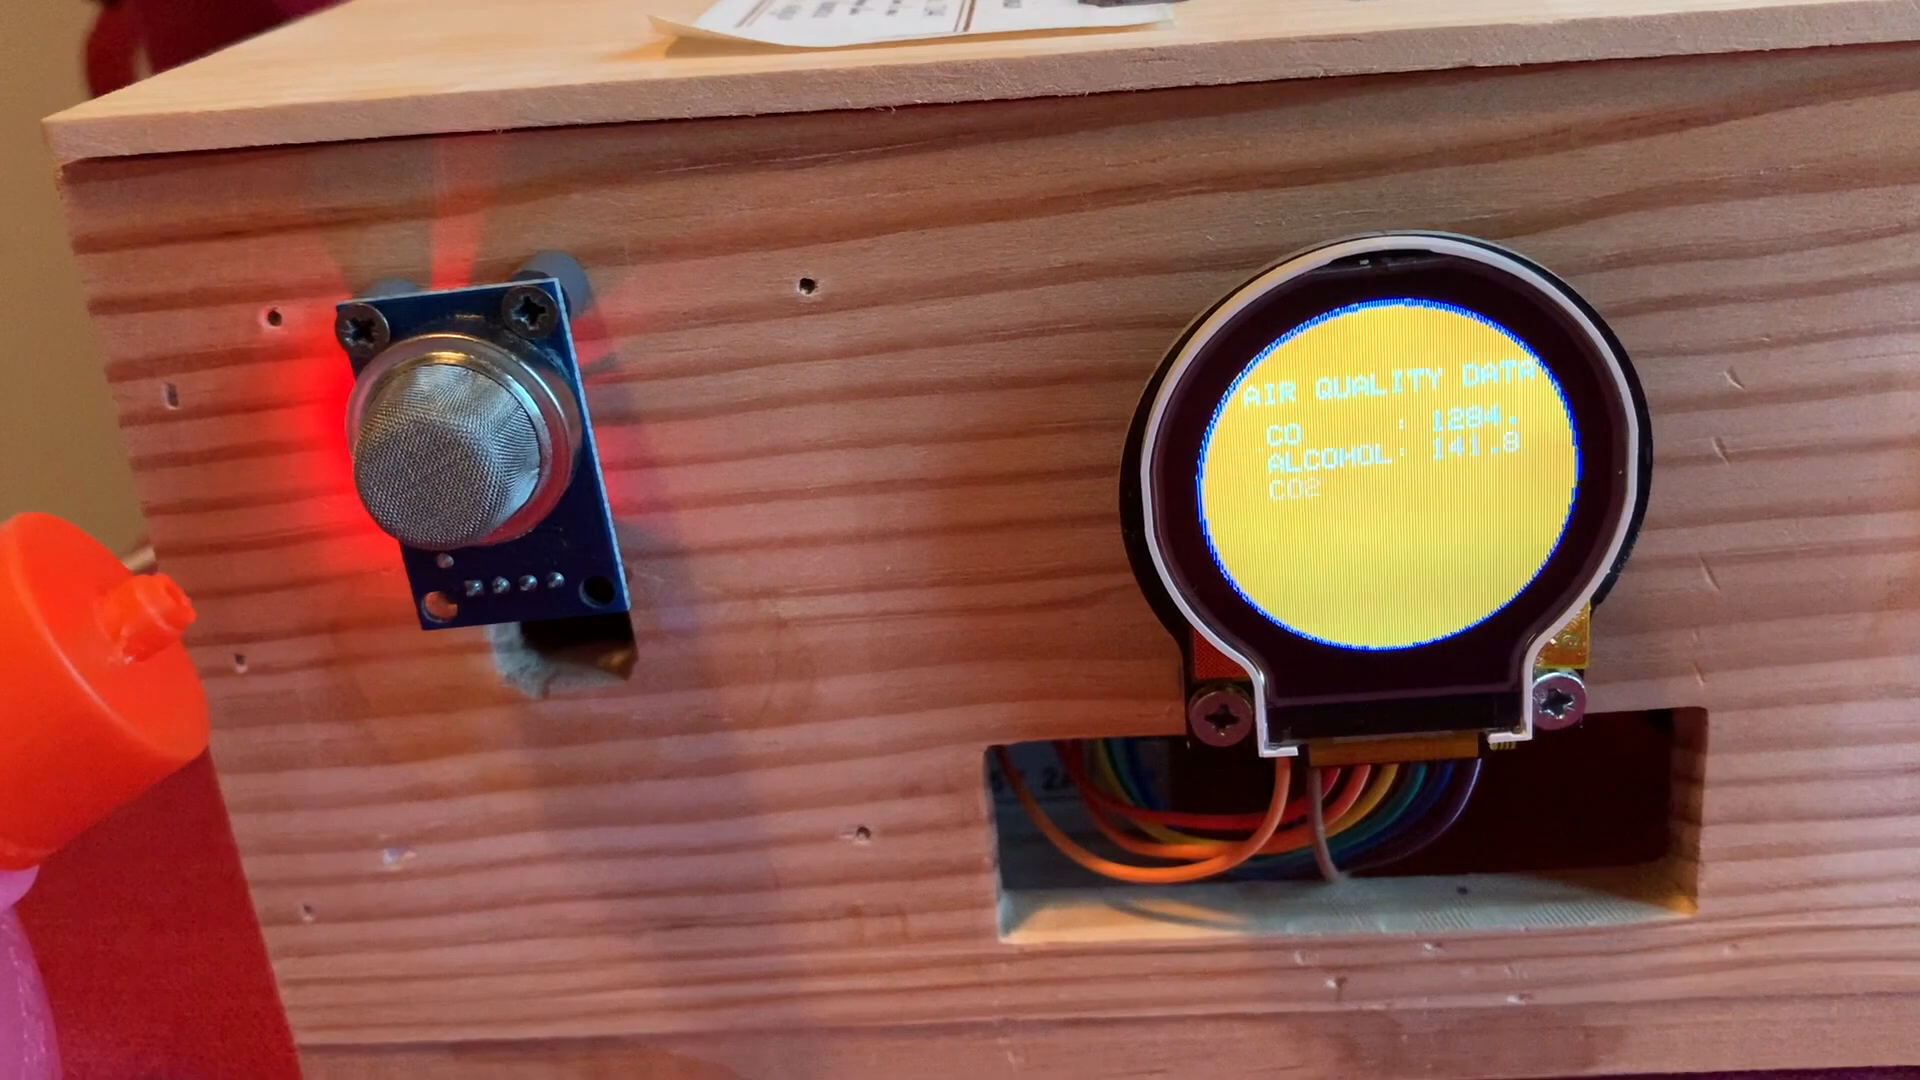 AIR QUALITY DATA
CO : 1284.
ALCOHOL: 141.8
CO2